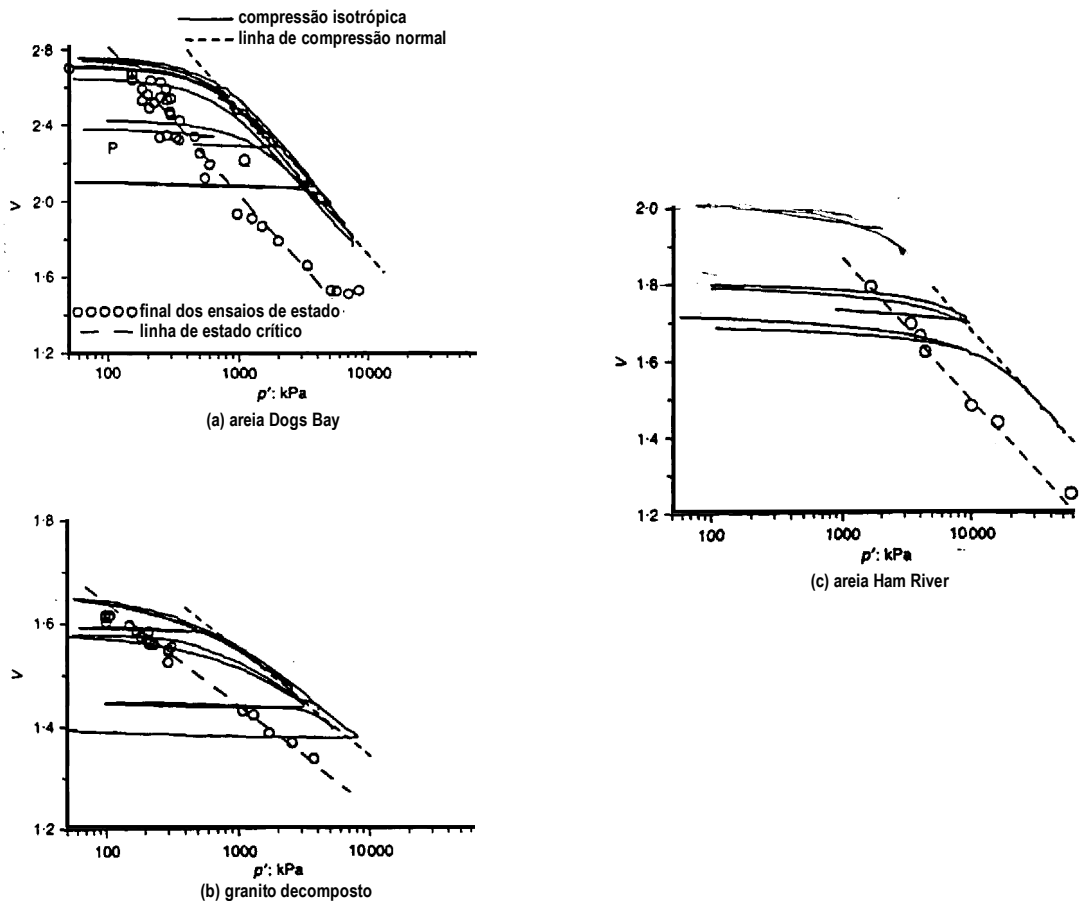 compressão isotrópica
linha de compressão normal
2·8
2·4
2·0
1·6
1·2
v
P
final dos ensaios de estado
linha de estado crítico
100
1000
10000
p′: kPa
(a) areia Dogs Bay
2·0
1·8
1·6
1·4
1·2
v
100
1000
10000
p′: kPa
(c) areia Ham River
1·8
1·6
1·4
1·2
v
100
1000
10000
p′: kPa
(b) granito decomposto